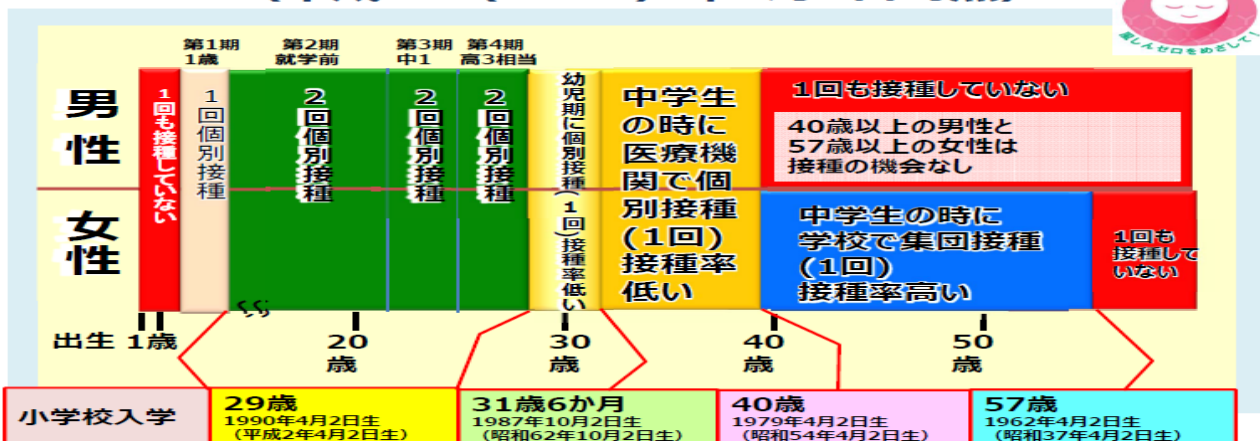 風しんゼロをめざして!
第1期
1歳
第2期
就学前
第3期
中1
第4期
高3相当
男性
女性
1回も接種していない
1回個別接種
2回個別接種
2回個別接種
2回個別接種
幼児期に個別接種(1回)接種率低い
中学生
の時に
医療機
関で個
別接種
(1回)
接種率
低い
1回も接種していない
40歳以上の男性と
57歳以上の女性は
接種の機会なし
中学生の時に
学校で集団接種
(1回)
接種率高い
1回も
接種して
いない
出生
1歳
20
歳
30
歳
40
歳
50
歳
小学校入学
29歳
1990年4月2日生
(平成2年4月2日生)
31歳6か月
1987年10月2日生
(昭和62年10月2日生)
40歳
1979年4月2日生
(昭和54年4月2日生)
57歳
1962年4月2日生
(昭和37年4月2日生)